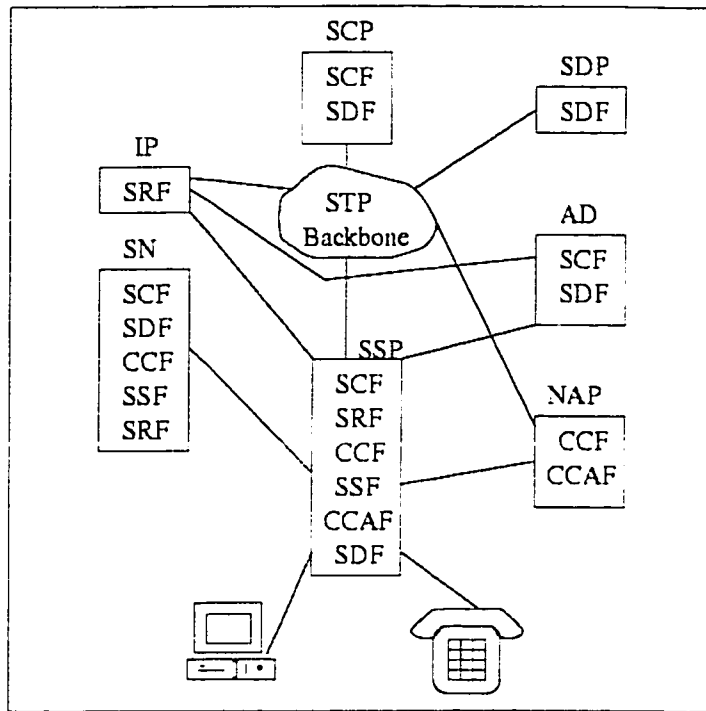 SCP
SCF
SDF
SDP
SDF
IP
SRF
STP
Backbone
AD
SCF
SDF
SN
SCF
SDF
CCF
SSF
SRF
SSP
SCF
SRF
CCF
SSF
CCAF
SDF
NAP
CCF
CCAF